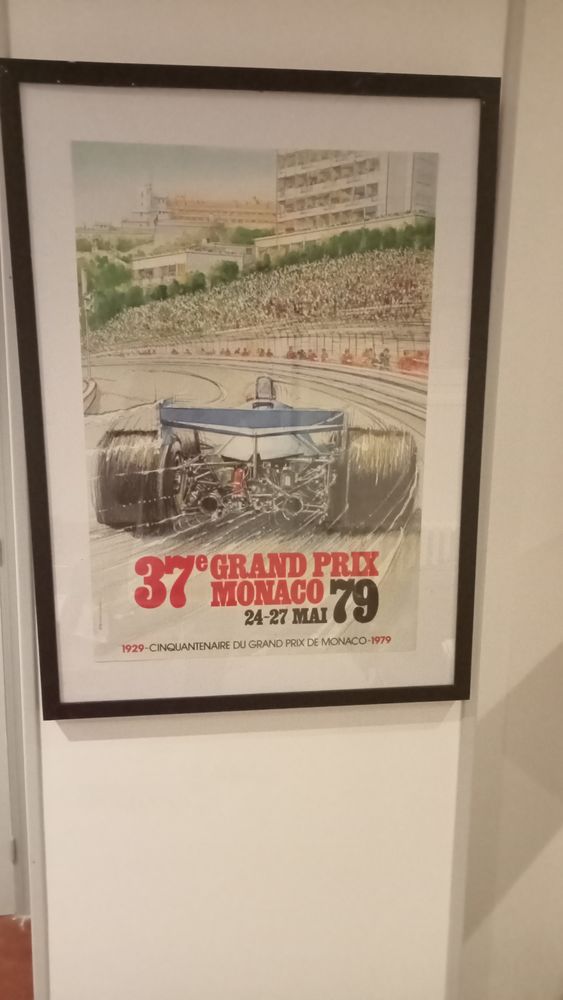 37e GRAND PRIX
MONACO 79
24-27 MAI
1929-CINQUANTENAIRE DU GRAND PRIX DE MONACO-1979